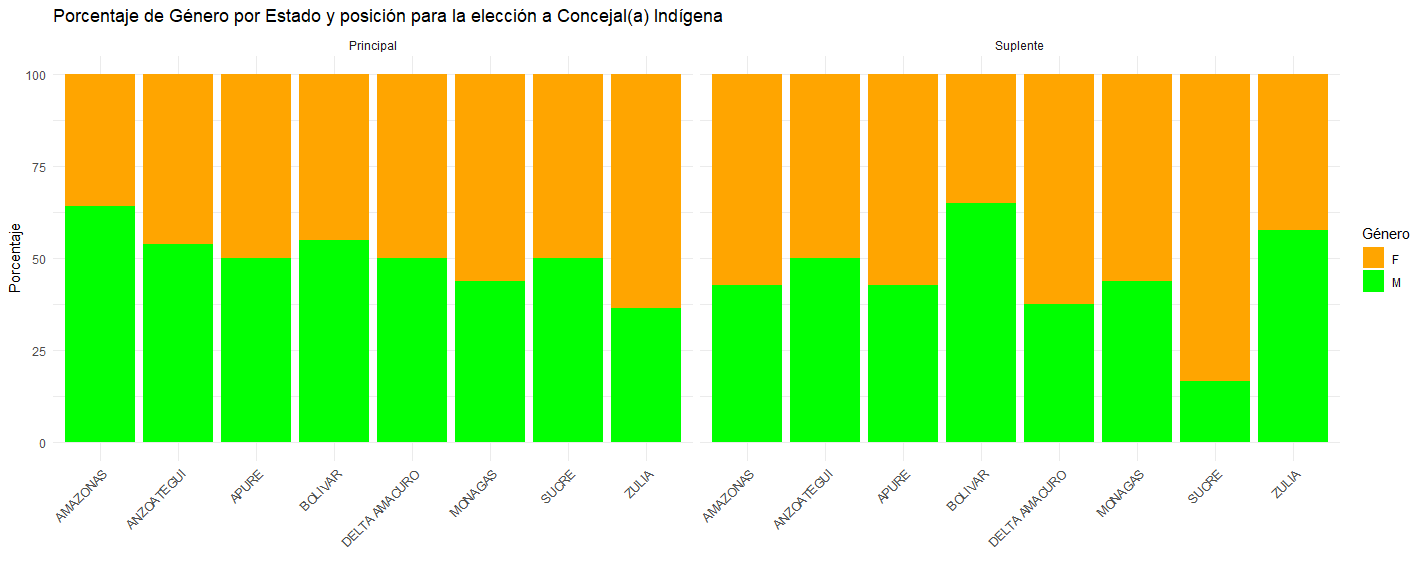 Porcentaje de Género por Estado y posición para la elección a Concejal(a) Indígena
Principal
Suplente
Porcentaje
100
75
50
25
0
AMAZONAS
ANZOATEGUI
APURE
BOLIVAR
DELTA AMACURO
MONAGAS
SUCRE
ZULIA
AMAZONAS
ANZOATEGUI
APURE
BOLIVAR
DELTA AMACURO
MONAGAS
SUCRE
ZULIA
Género
F
M